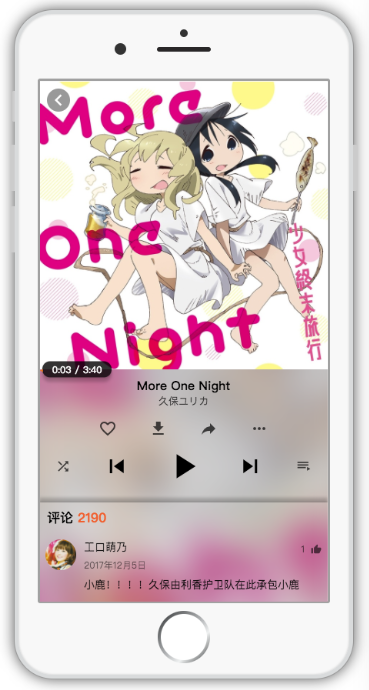 More
One
Night
少女終末旅行
0:03 / 3:40
More One Night
久保ユリカ
评论 2190
工口萌乃
1
2017年12月5日
小鹿！！！！久保由利香护卫队在此承包小鹿